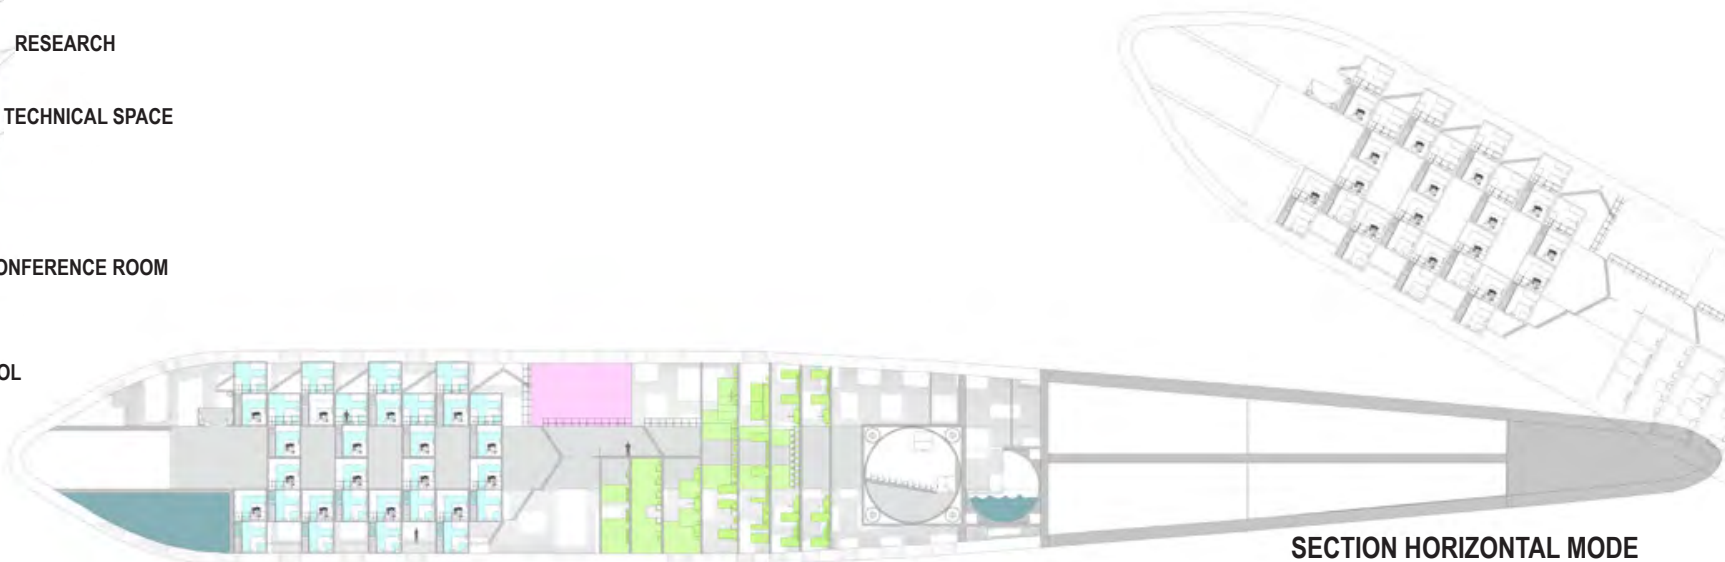 RESEARCH
TECHNICAL SPACE
ONFERENCE ROOM
OL
SECTION HORIZONTAL MODE